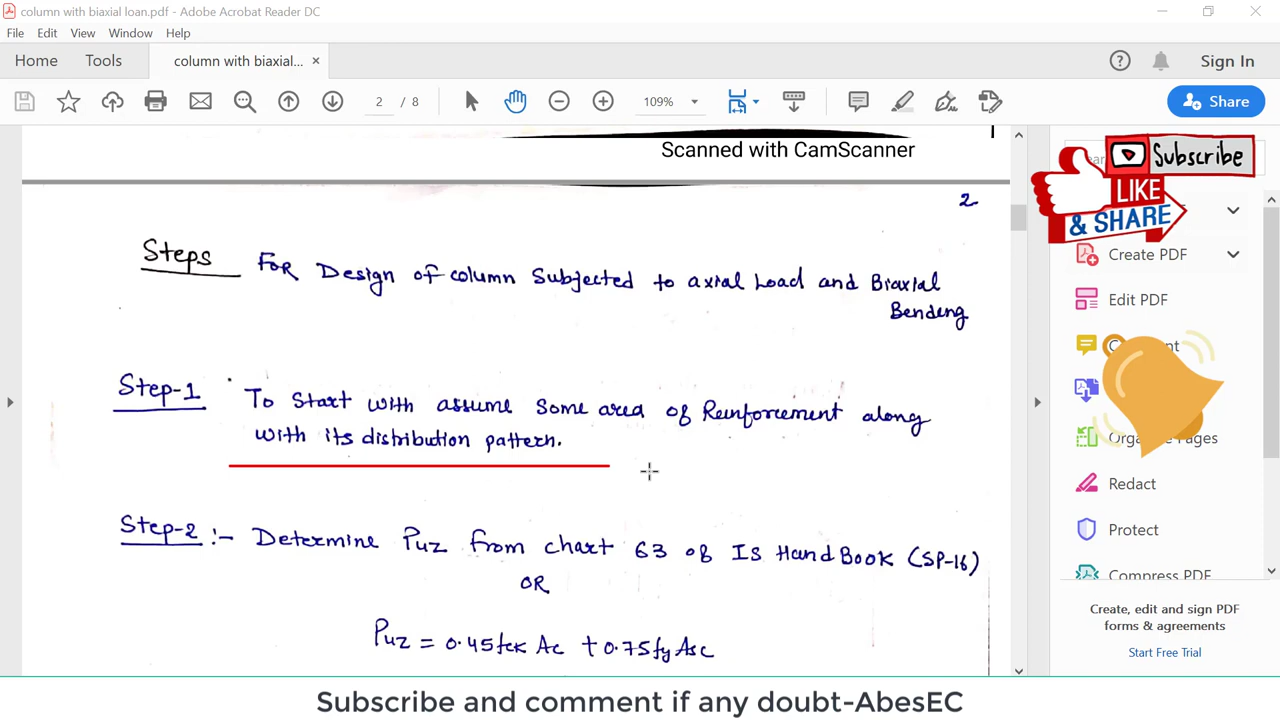 column with biaxial loan.pdf - Adobe Acrobat Reader DC
File Edit View Window Help
Home Tools column with biaxial... × Sign In
2 / 8 109% Share
Scanned with CamScanner
2
Steps For Design of column Subjected to axial Load and Biaxial
Bending
Step-1 To Start with assume Some area of Reinforcement along
with its distribution pattern.
Step-2 :- Determine Puz from chart 63 of IS HandBook (SP-16)
OR
Puz = 0.45fck Ac + 0.75fy Asc
Subscribe
LIKE
& SHARE
Create PDF
Edit PDF
Redact
Protect
Compress PDF
Create, edit and sign PDF
forms & agreements
Start Free Trial
Subscribe and comment if any doubt-AbesEC